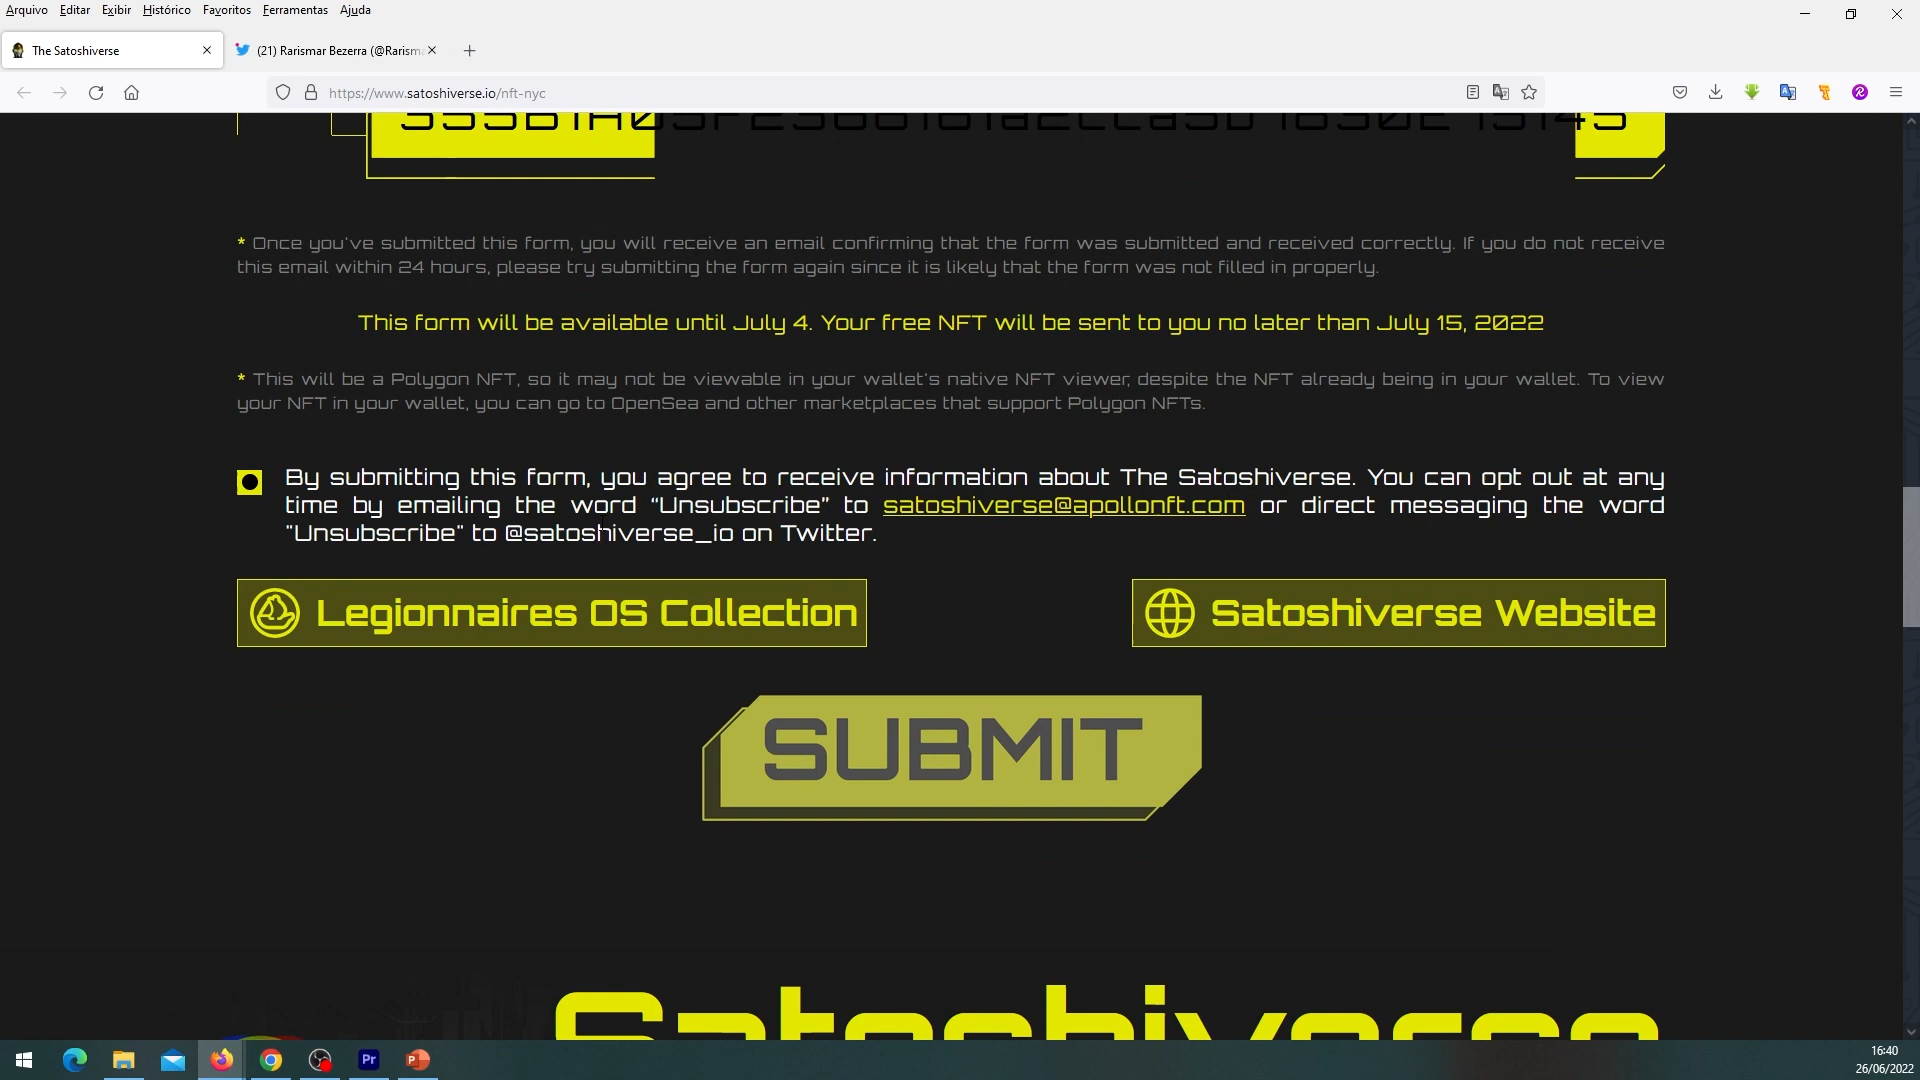 Arquivo Editar Exibir Histórico Favoritos Ferramentas Ajuda
The Satoshiverse
(21) Rarismar Bezerra (@Rarisma
https://www.satoshiverse.io/nft-nyc
* Once you've submitted this form, you will receive an email confirming that the form was submitted and received correctly. If you do not receive
this email within 24 hours, please try submitting the form again since it is likely that the form was not filled in properly.
This form will be available until July 4. Your free NFT will be sent to you no later than July 15, 2022
* This will be a Polygon NFT, so it may not be viewable in your wallet's native NFT viewer, despite the NFT already being in your wallet. To view
your NFT in your wallet, you can go to OpenSea and other marketplaces that support Polygon NFTs.
By submitting this form, you agree to receive information about The Satoshiverse. You can opt out at any
time by emailing the word “Unsubscribe” to satoshiverse@apollonft.com or direct messaging the word
"Unsubscribe" to @satoshiverse_io on Twitter.
Legionnaires OS Collection
Satoshiverse Website
SUBMIT
Satoshiverse
Pr
P
16:40
26/06/2022